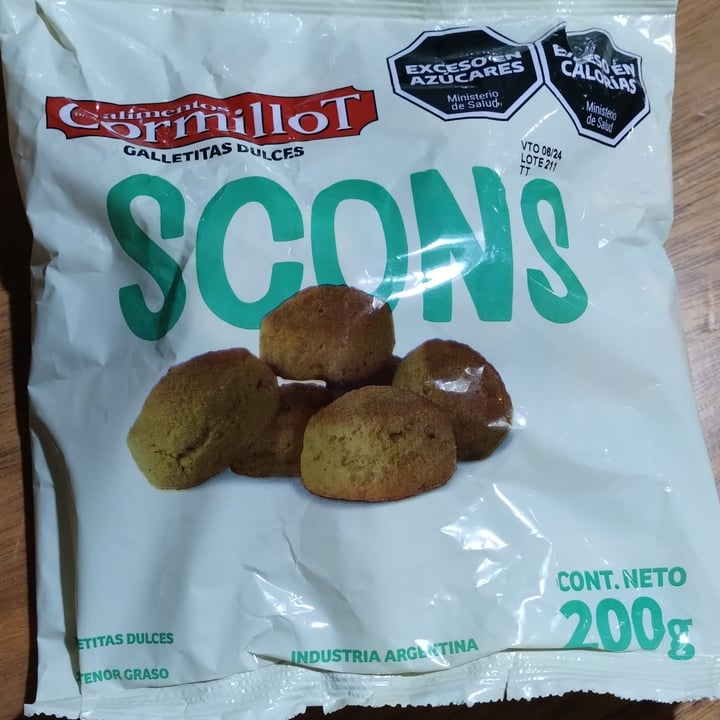 EXCESO EN
AZÚCARES
Ministerio
de Salud
EXCESO EN
CALORÍAS
Ministerio
de Salud
alimentos
Cormillot
GALLETITAS DULCES
VTO 08/24
LOTE 211
TT
SCONS
CONT. NETO
200g
ETITAS DULCES
INDUSTRIA ARGENTINA
TENOR GRASO